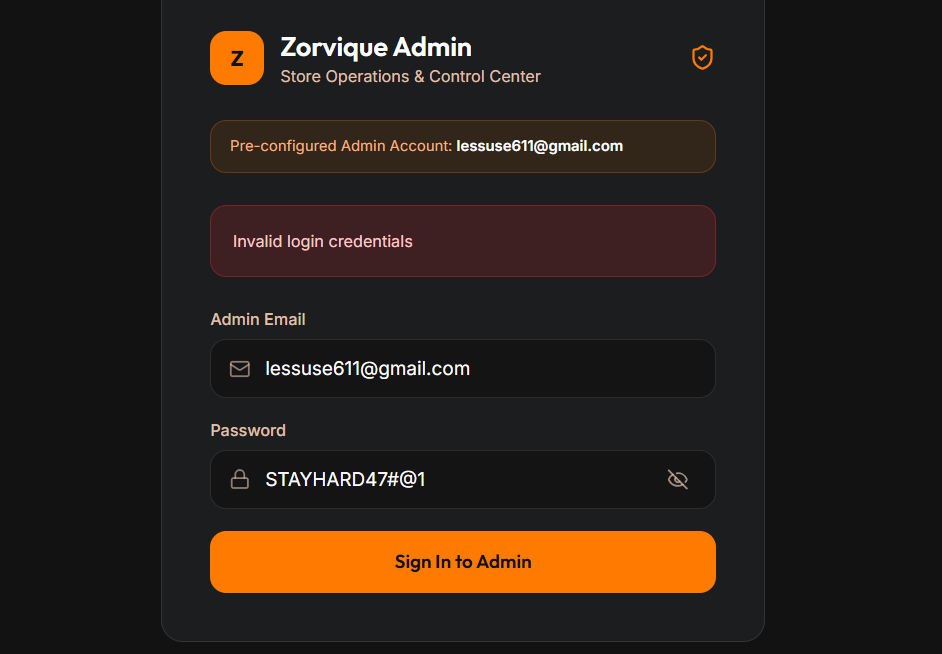 Z
Zorvique Admin
Store Operations & Control Center
Pre-configured Admin Account: lessuse611@gmail.com
Invalid login credentials
Admin Email
lessuse611@gmail.com
Password
STAYHARD47#@1
Sign In to Admin